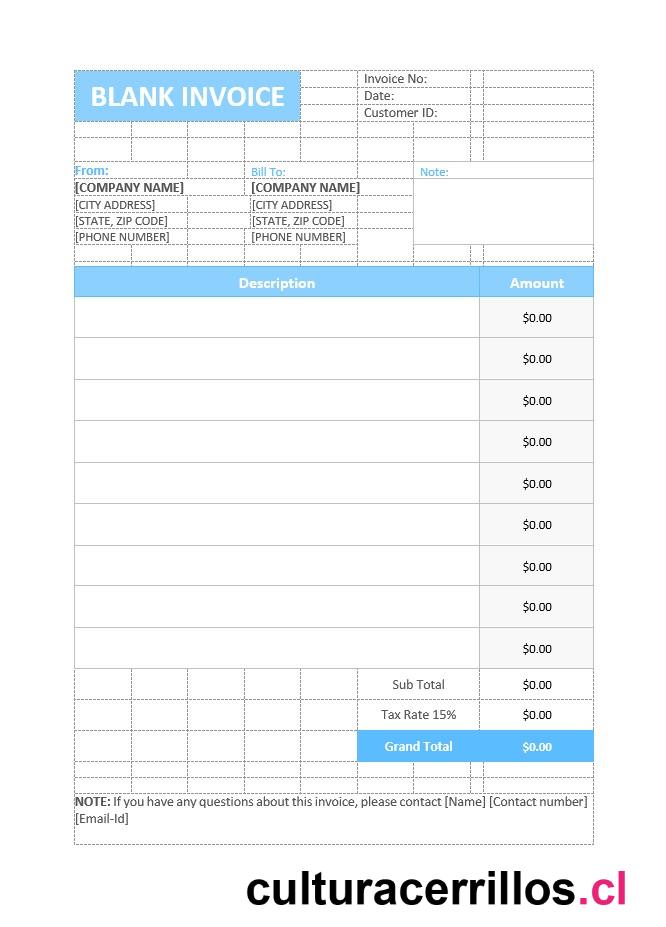 BLANK INVOICE
Invoice No:
Date:
Customer ID:
From: Bill To: Note:
[COMPANY NAME] [COMPANY NAME]
[CITY ADDRESS] [CITY ADDRESS]
[STATE, ZIP CODE] [STATE, ZIP CODE]
[PHONE NUMBER] [PHONE NUMBER]
Description Amount
$0.00
$0.00
$0.00
$0.00
$0.00
$0.00
$0.00
$0.00
$0.00
Sub Total $0.00
Tax Rate 15% $0.00
Grand Total $0.00
NOTE: If you have any questions about this invoice, please contact [Name] [Contact number]
[Email-Id]
culturacerrillos.cl